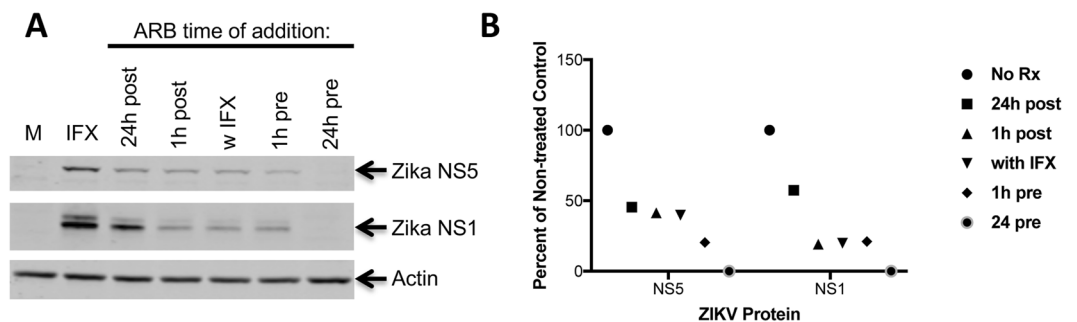 A
ARB time of addition:
M
IFX
24h post
1h post
w IFX
1h pre
24h pre
Zika NS5
Zika NS1
Actin
B
Percent of Non-treated Control
150
100
50
0
NS5
NS1
ZIKV Protein
No Rx
24h post
1h post
with IFX
1h pre
24 pre